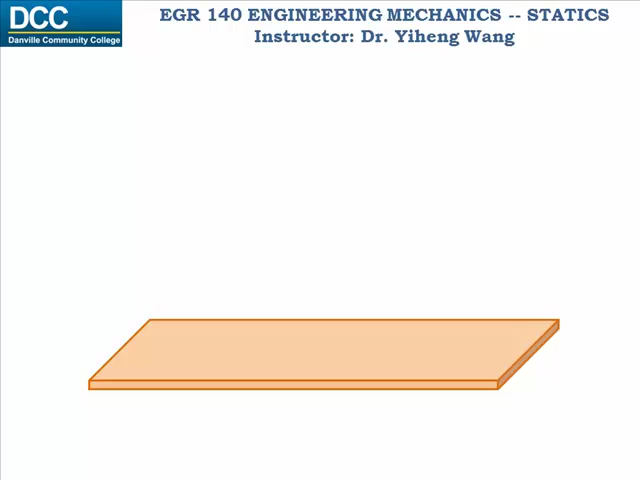 DCC
Danville Community College
EGR 140 ENGINEERING MECHANICS -- STATICS
Instructor: Dr. Yiheng Wang